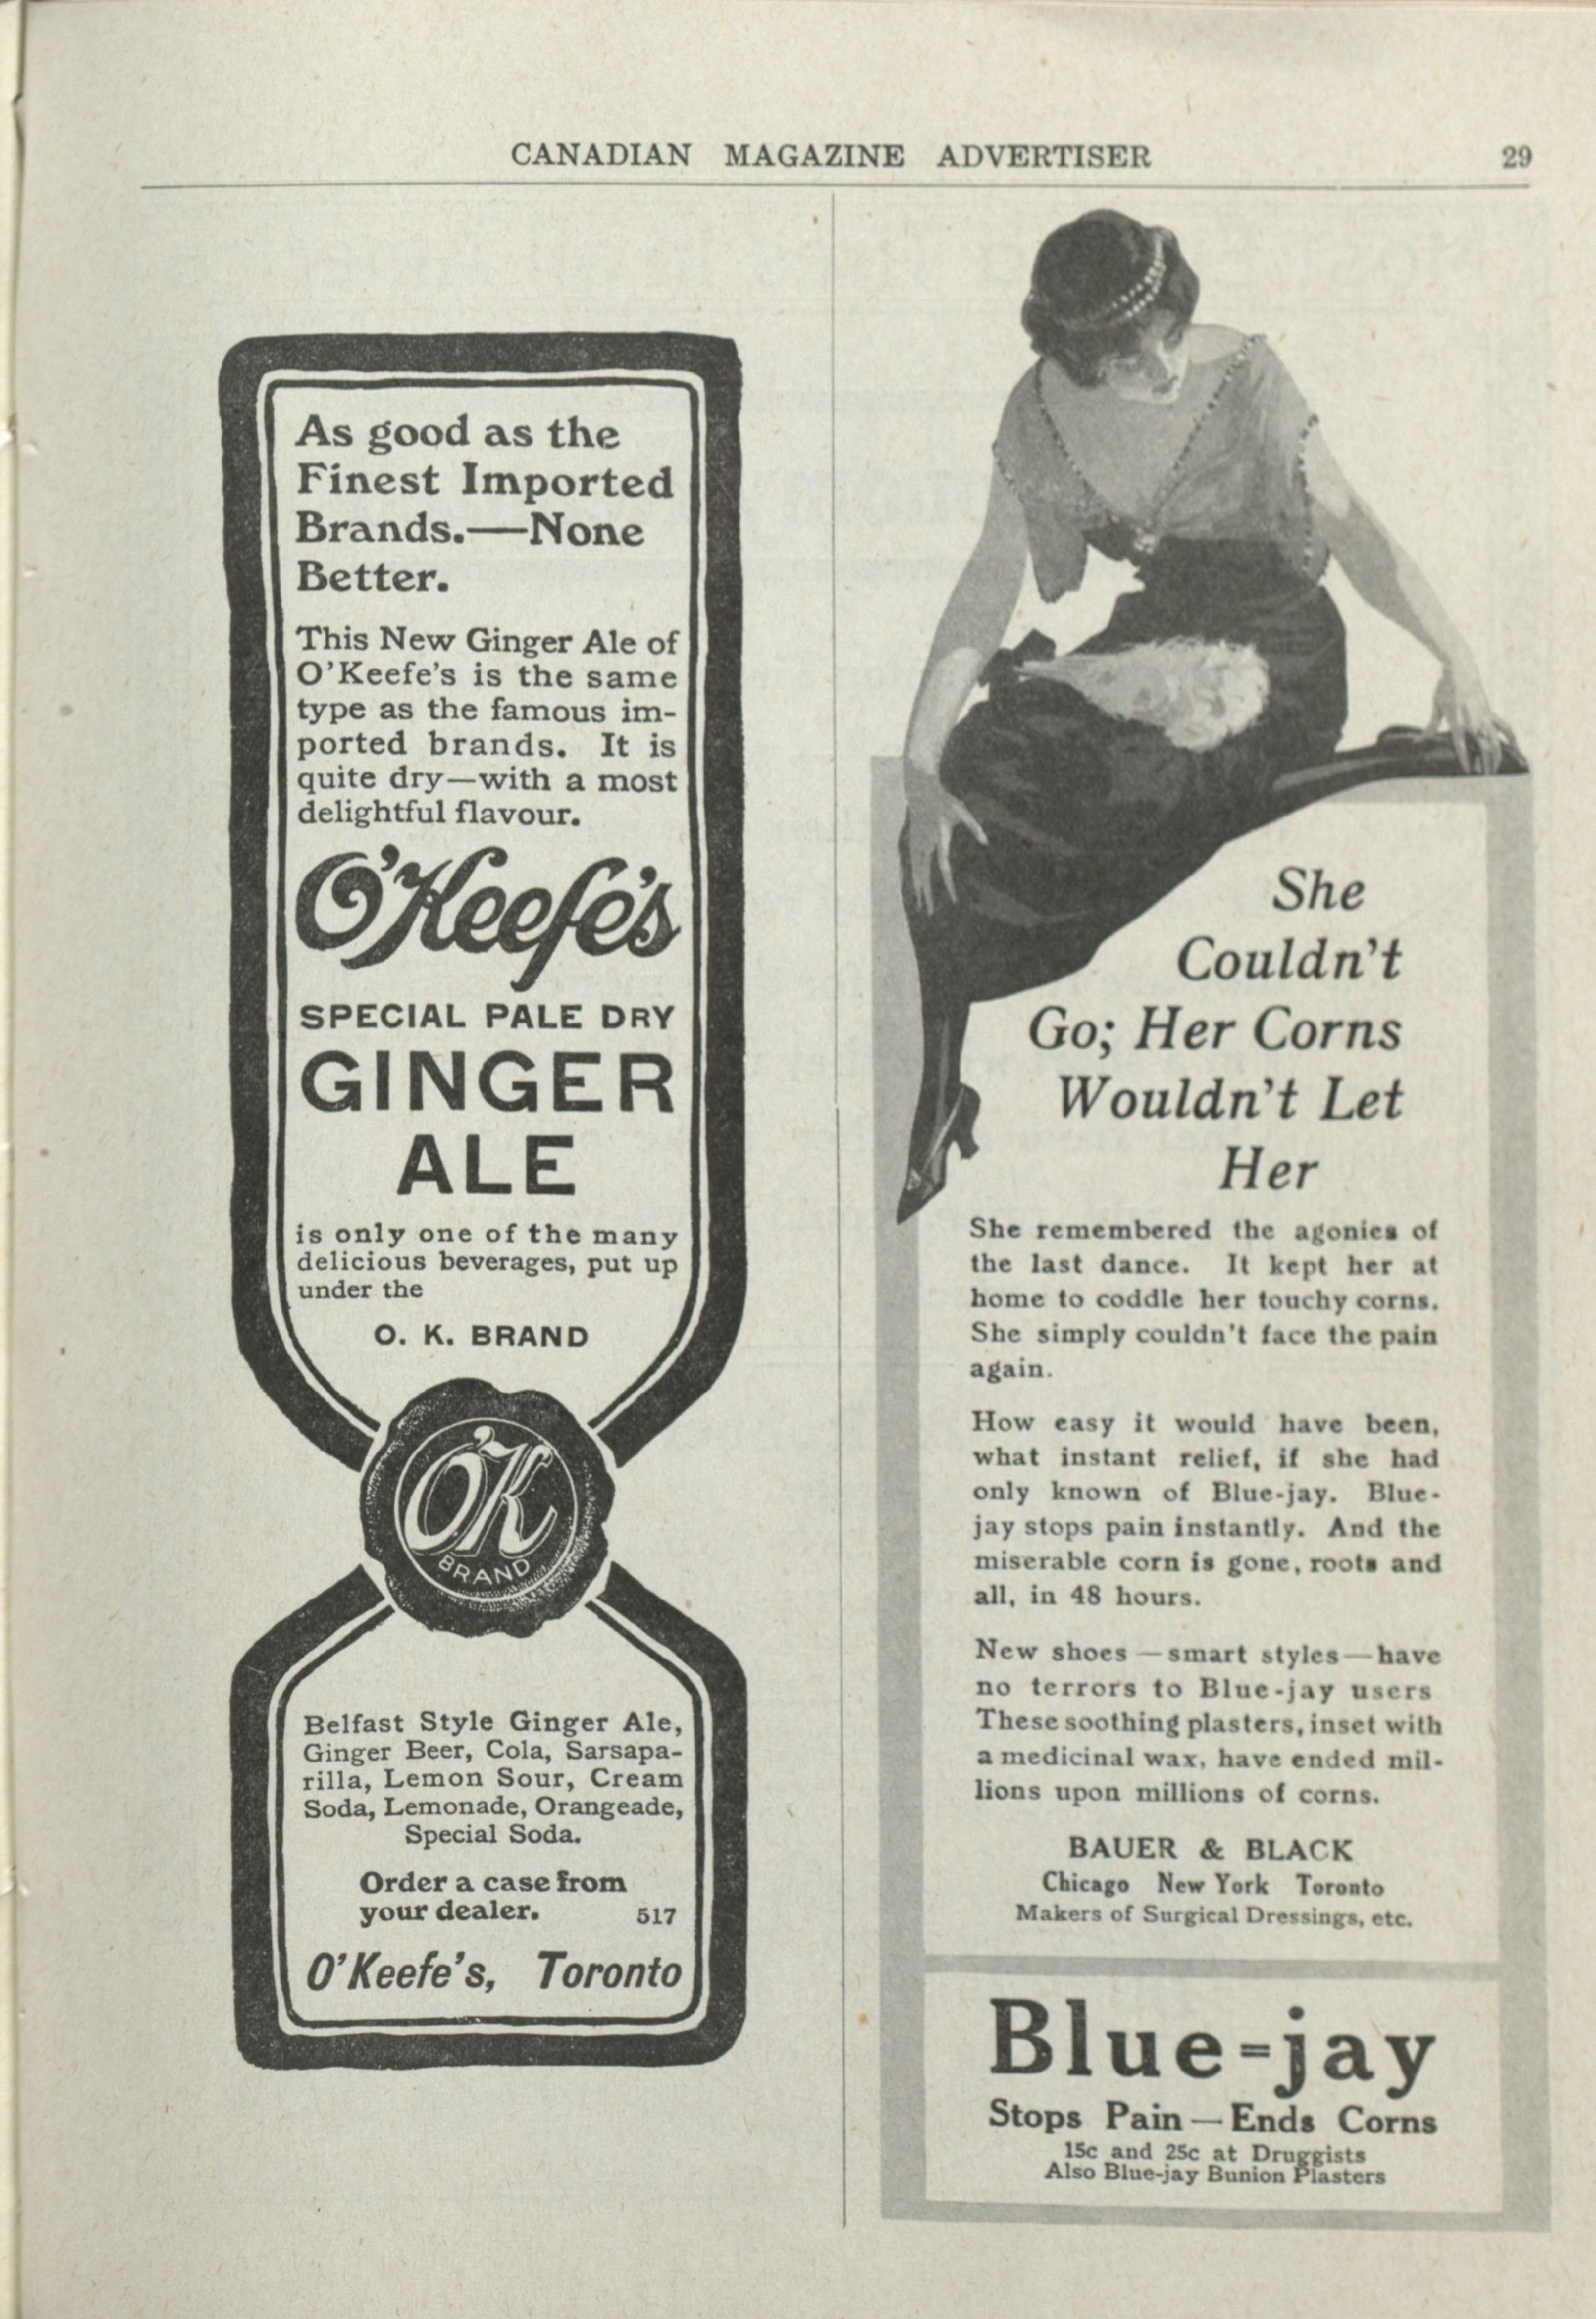 CANADIAN MAGAZINE ADVERTISER 29
As good as the
Finest Imported
Brands.—None
Better.
This New Ginger Ale of
O'Keefe's is the same
type as the famous im-
ported brands. It is
quite dry—with a most
delightful flavour.
O'Keefe's
SPECIAL PALE DRY
GINGER
ALE
is only one of the many
delicious beverages, put up
under the
O. K. BRAND
O'K
BRAND
Belfast Style Ginger Ale,
Ginger Beer, Cola, Sarsapa-
rilla, Lemon Sour, Cream
Soda, Lemonade, Orangeade,
Special Soda.
Order a case from
your dealer. 517
O'Keefe's, Toronto
She
Couldn't
Go; Her Corns
Wouldn't Let
Her
She remembered the agonies of
the last dance. It kept her at
home to coddle her touchy corns.
She simply couldn't face the pain
again.
How easy it would have been,
what instant relief, if she had
only known of Blue-jay. Blue-
jay stops pain instantly. And the
miserable corn is gone, roots and
all, in 48 hours.
New shoes—smart styles—have
no terrors to Blue-jay users
These soothing plasters, inset with
a medicinal wax, have ended mil-
lions upon millions of corns.
BAUER & BLACK
Chicago New York Toronto
Makers of Surgical Dressings, etc.
Blue=jay
Stops Pain—Ends Corns
15c and 25c at Druggists
Also Blue-jay Bunion Plasters